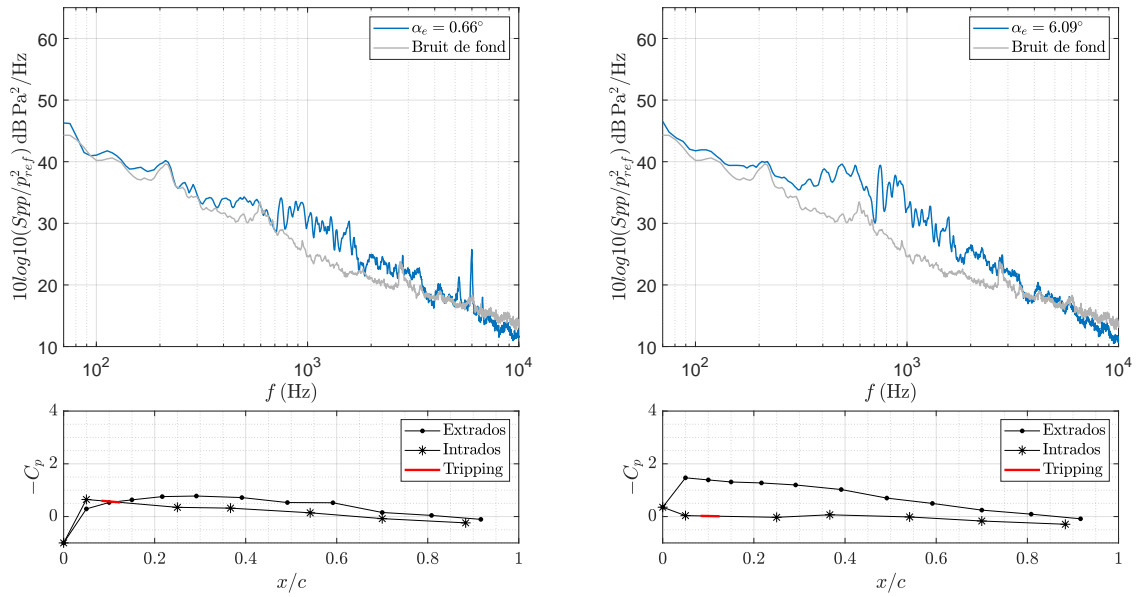 10log10(Spp/p²ref) dB Pa²/Hz
60
50
40
30
20
10
αe = 0.66°
Bruit de fond
10² 10³ 10⁴
f (Hz)
10log10(Spp/p²ref) dB Pa²/Hz
60
50
40
30
20
10
αe = 6.09°
Bruit de fond
10² 10³ 10⁴
f (Hz)
−Cp
4
2
0
Extrados
Intrados
Tripping
0 0.2 0.4 0.6 0.8 1
x/c
−Cp
4
2
0
Extrados
Intrados
Tripping
0 0.2 0.4 0.6 0.8 1
x/c